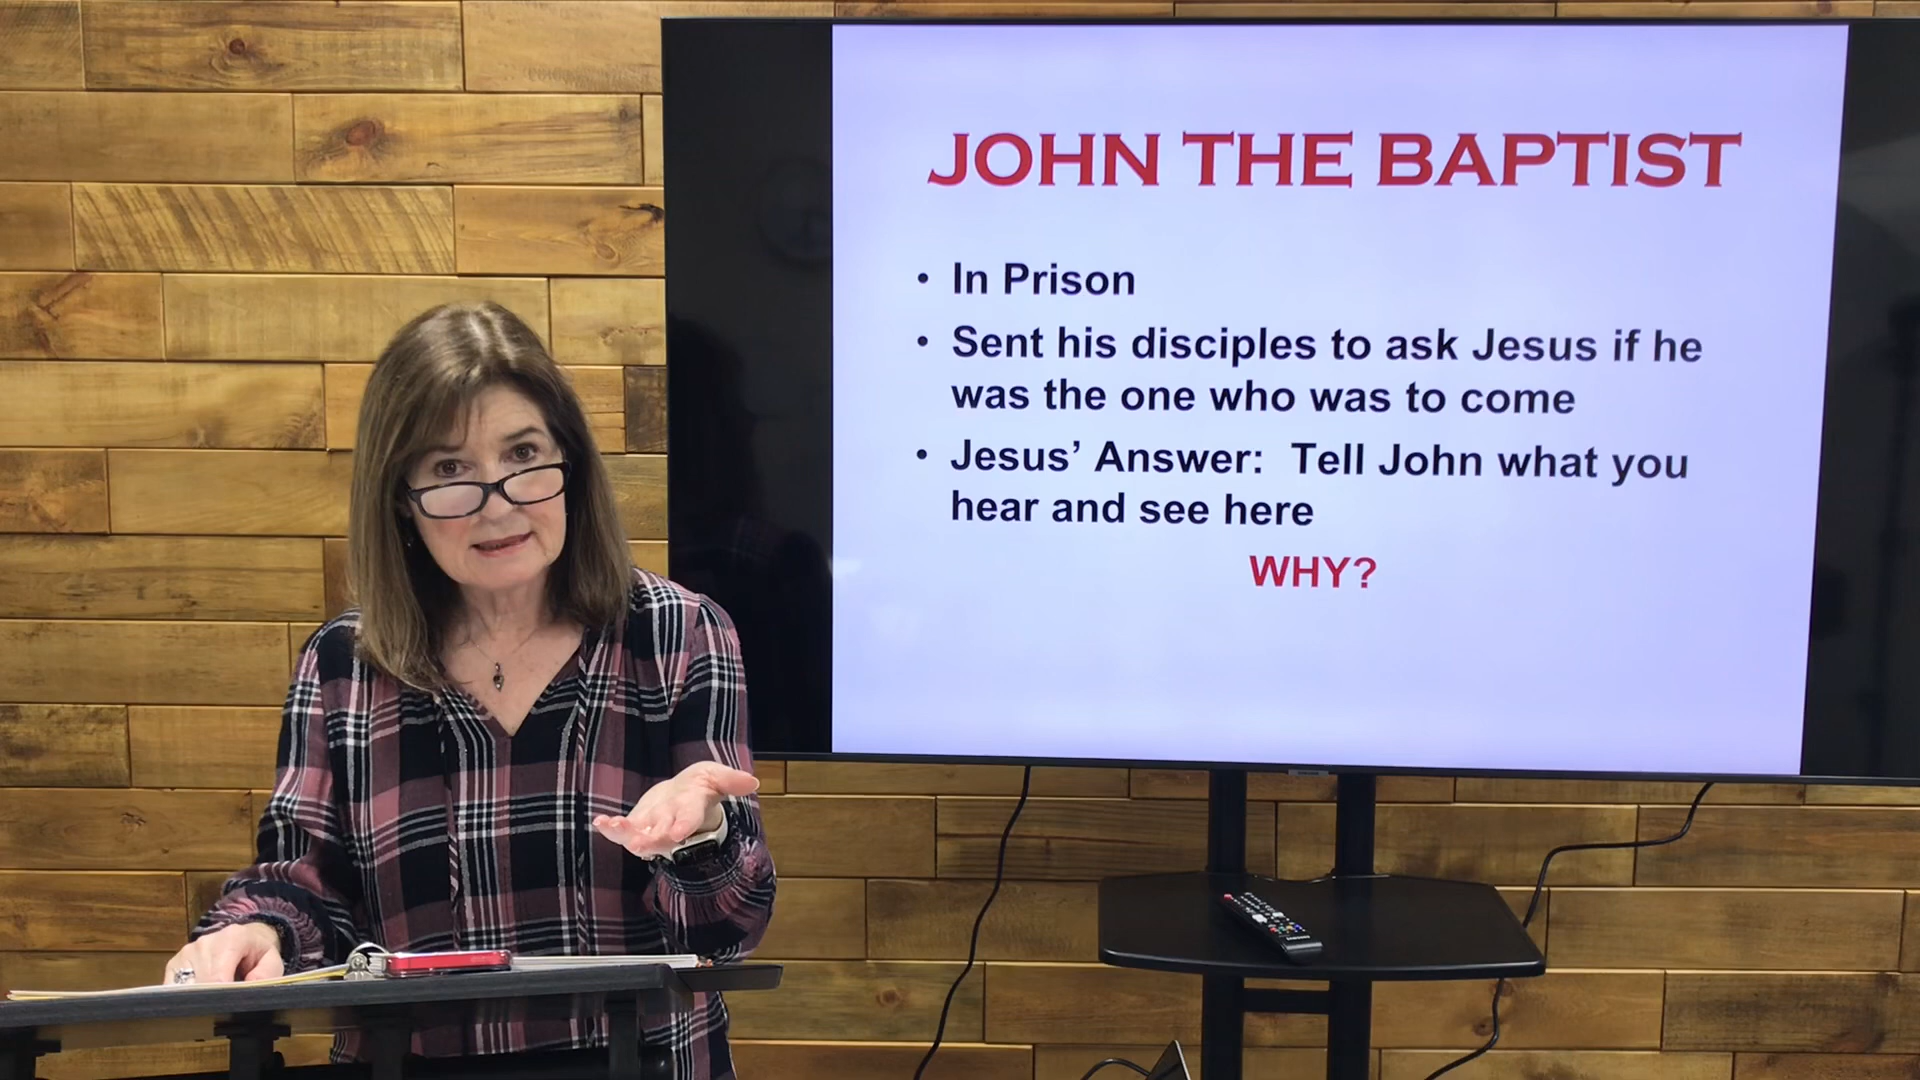 JOHN THE BAPTIST
• In Prison
• Sent his disciples to ask Jesus if he
was the one who was to come
• Jesus’ Answer:  Tell John what you
hear and see here
WHY?